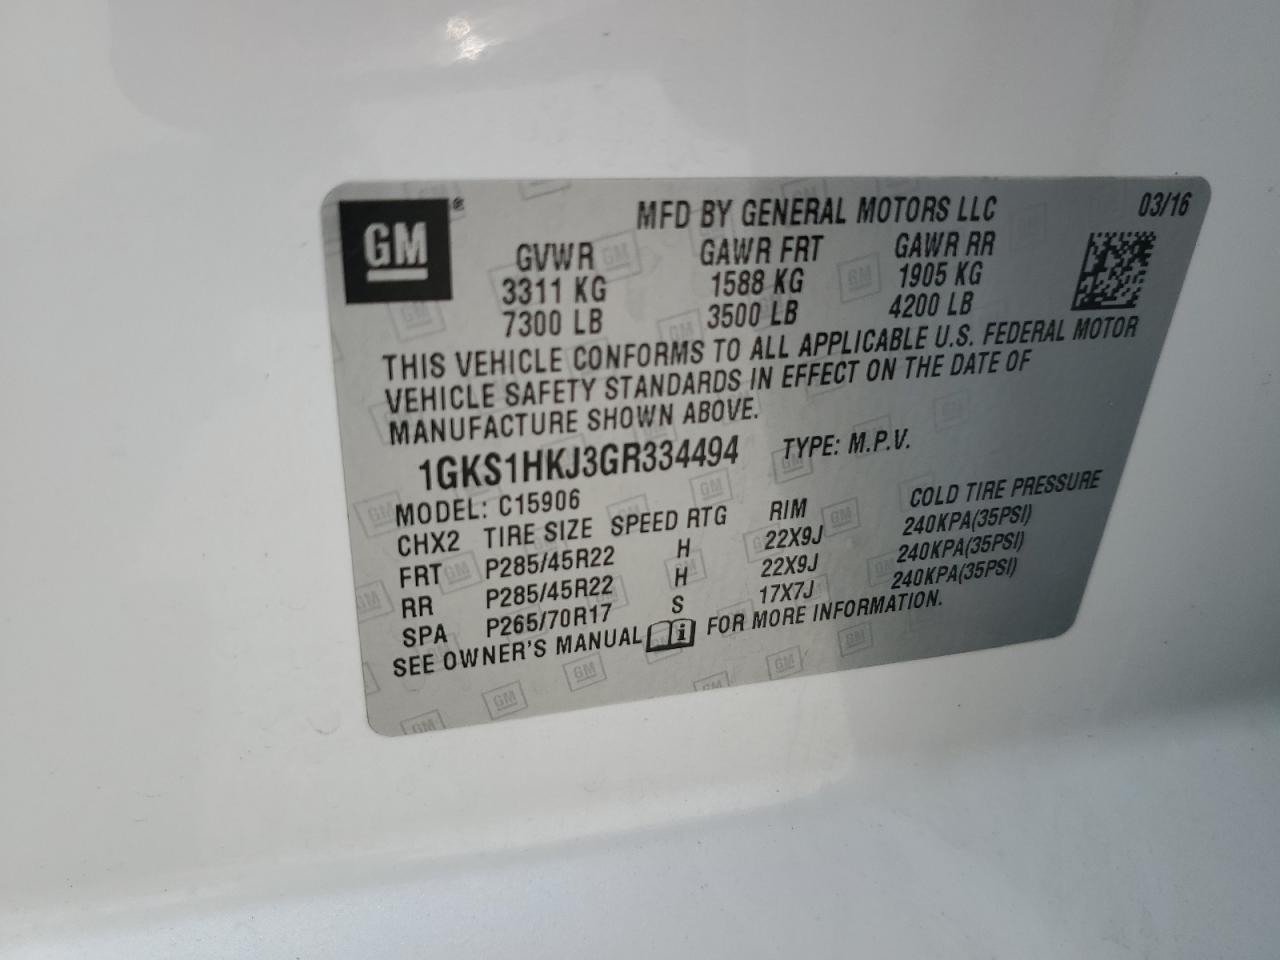 GM®
MFD BY GENERAL MOTORS LLC 03/16
GVWR GAWR FRT GAWR RR
3311 KG 1588 KG 1905 KG
7300 LB 3500 LB 4200 LB
THIS VEHICLE CONFORMS TO ALL APPLICABLE U.S. FEDERAL MOTOR
VEHICLE SAFETY STANDARDS IN EFFECT ON THE DATE OF
MANUFACTURE SHOWN ABOVE.
1GKS1HKJ3GR334494 TYPE: M.P.V.
MODEL: C15906
CHX2 TIRE SIZE SPEED RTG RIM COLD TIRE PRESSURE
FRT P285/45R22 H 22X9J 240KPA(35PSI)
RR P285/45R22 H 22X9J 240KPA(35PSI)
SPA P265/70R17 S 17X7J 240KPA(35PSI)
SEE OWNER'S MANUAL FOR MORE INFORMATION.